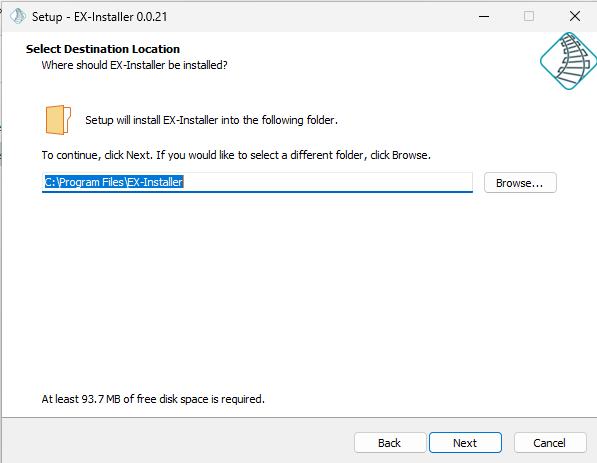 Setup - EX-Installer 0.0.21
Select Destination Location
Where should EX-Installer be installed?
Setup will install EX-Installer into the following folder.
To continue, click Next. If you would like to select a different folder, click Browse.
C:\Program Files\EX-Installer
Browse...
At least 93.7 MB of free disk space is required.
Back
Next
Cancel